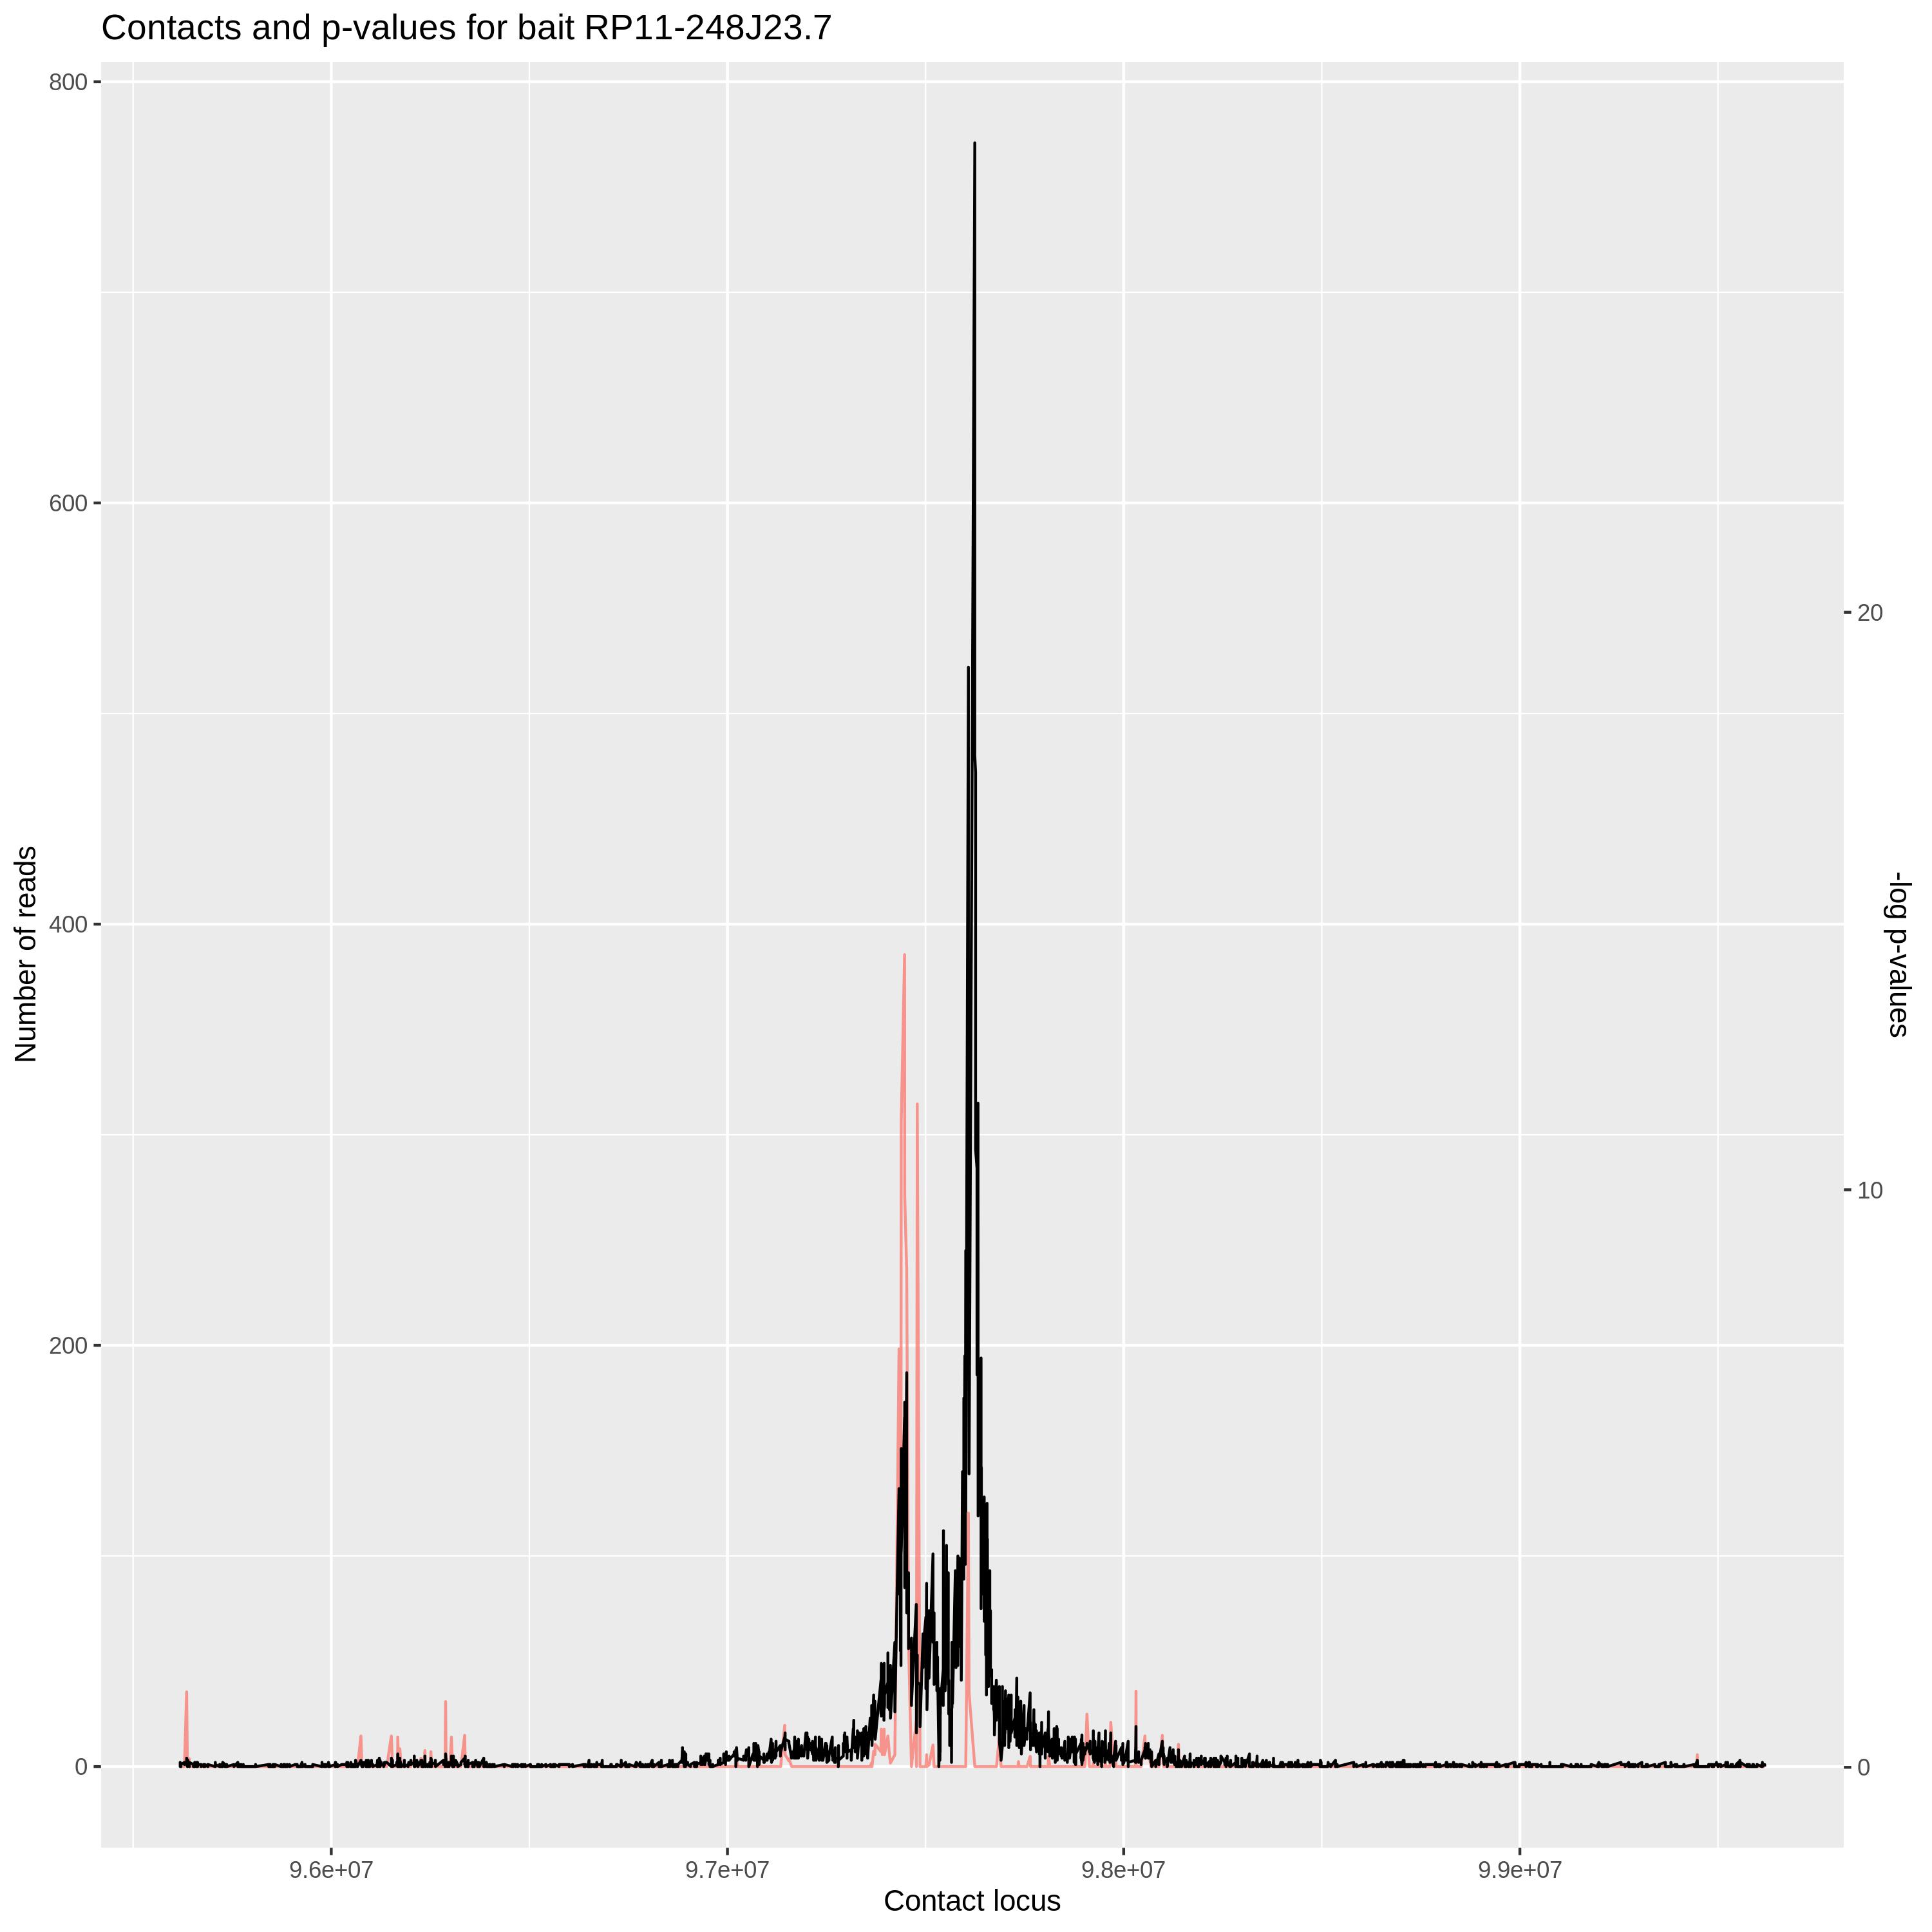 Contacts and p-values for bait RP11-248J23.7
800
600
400
200
0
Number of reads
20
10
0
-log p-values
9.6e+07
9.7e+07
9.8e+07
9.9e+07
Contact locus